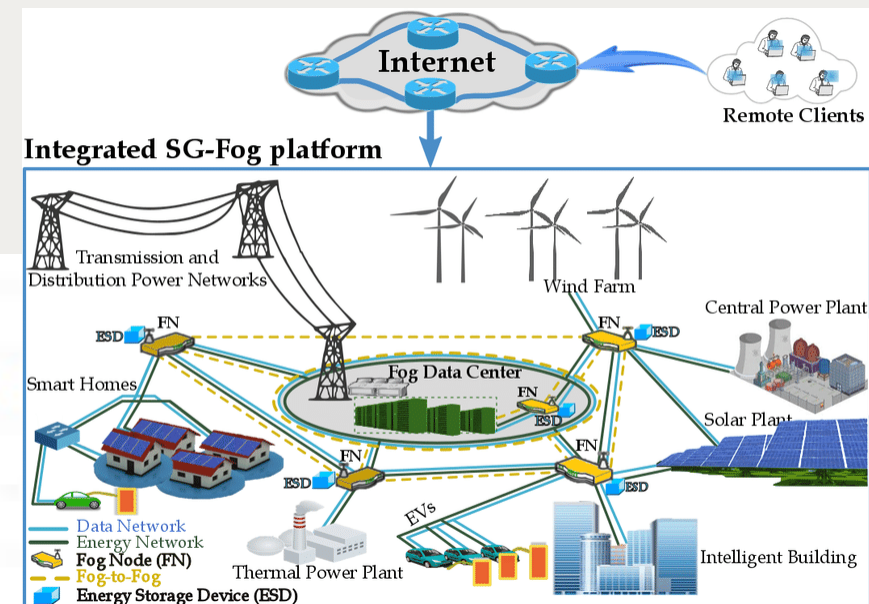 Internet
Remote Clients
Integrated SG-Fog platform
Transmission and
Distribution Power Networks
Wind Farm
Central Power Plant
FN
ESD
FN
ESD
Fog Data Center
Smart Homes
FN
ESD
Solar Plant
FN
ESD
FN
ESD
EVs
Data Network
Energy Network
Fog Node (FN)
Fog-to-Fog
Energy Storage Device (ESD)
Thermal Power Plant
Intelligent Building